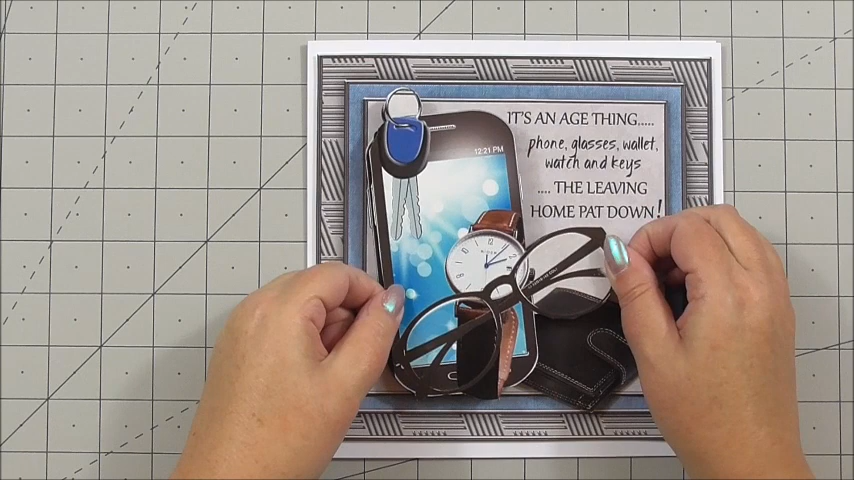 IT'S AN AGE THING.....
phone, glasses, wallet,
watch and keys
.... THE LEAVING
HOME PAT DOWN!
12:21 PM